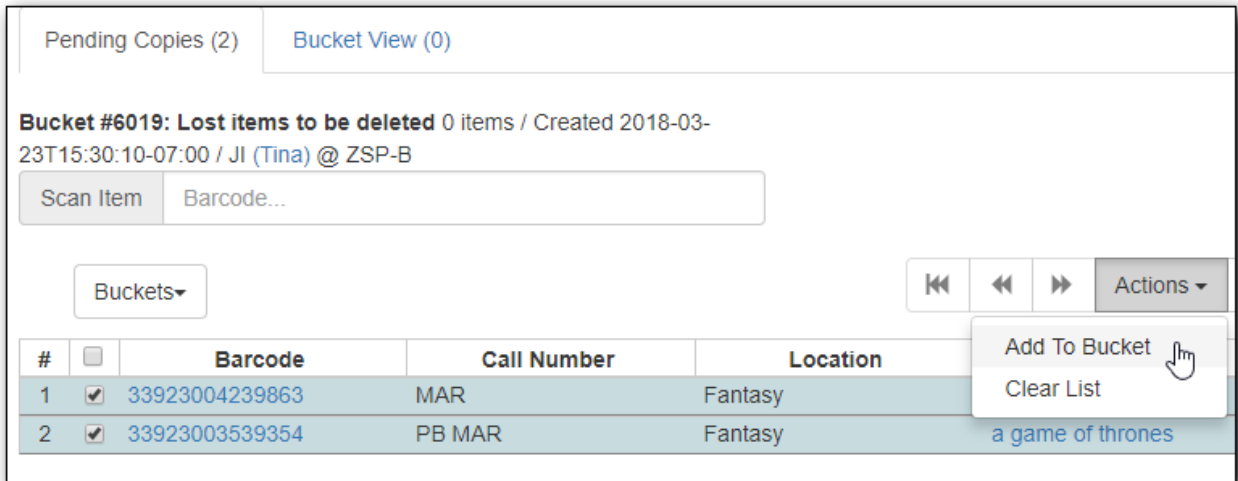 Pending Copies (2) Bucket View (0)
Bucket #6019: Lost items to be deleted 0 items / Created 2018-03-
23T15:30:10-07:00 / JI (Tina) @ ZSP-B
Scan Item Barcode...
Buckets Actions
Add To Bucket
Clear List
# Barcode Call Number Location
1 33923004239863 MAR Fantasy
2 33923003539354 PB MAR Fantasy a game of thrones